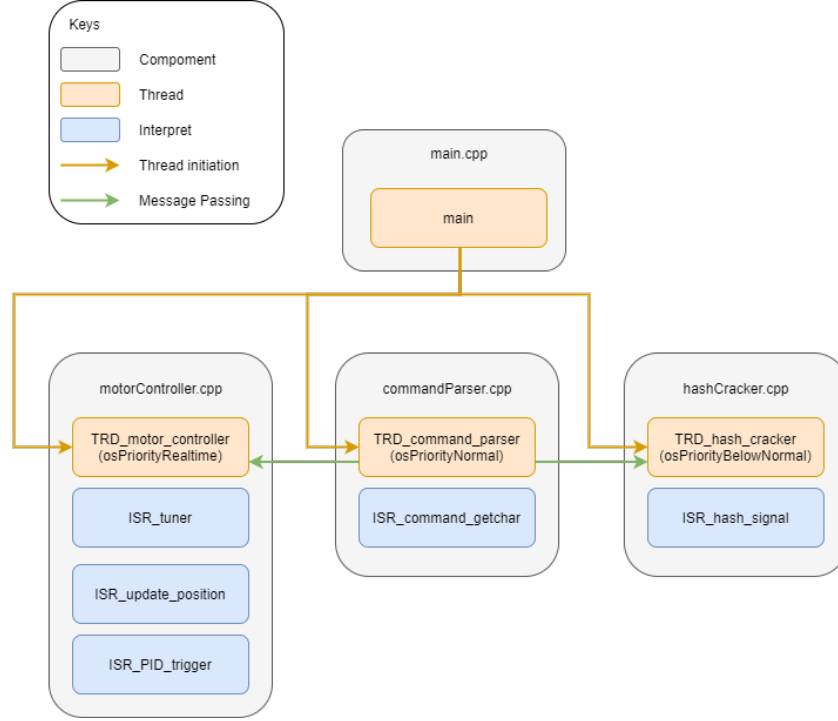 Keys
Compoment
Thread
Interpret
Thread initiation
Message Passing
main.cpp
main
motorController.cpp
TRD_motor_controller
(osPriorityRealtime)
ISR_tuner
ISR_update_position
ISR_PID_trigger
commandParser.cpp
TRD_command_parser
(osPriorityNormal)
ISR_command_getchar
hashCracker.cpp
TRD_hash_cracker
(osPriorityBelowNormal)
ISR_hash_signal